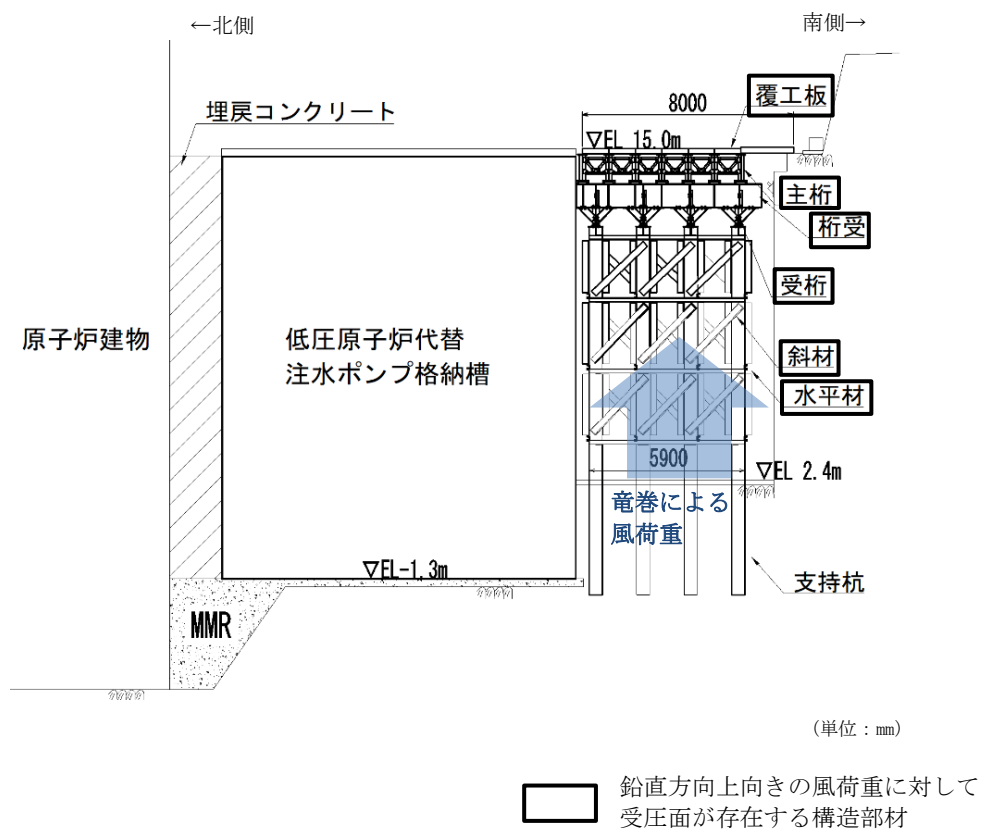 ←北側
南側→
埋戻コンクリート
8000
覆工板
▽EL 15.0m
主桁
桁受
受桁
原子炉建物
低圧原子炉代替
注水ポンプ格納槽
斜材
水平材
5900
▽EL 2.4m
竜巻による
風荷重
▽EL-1.3m
支持杭
MMR
(単位：mm)
鉛直方向上向きの風荷重に対して
受圧面が存在する構造部材